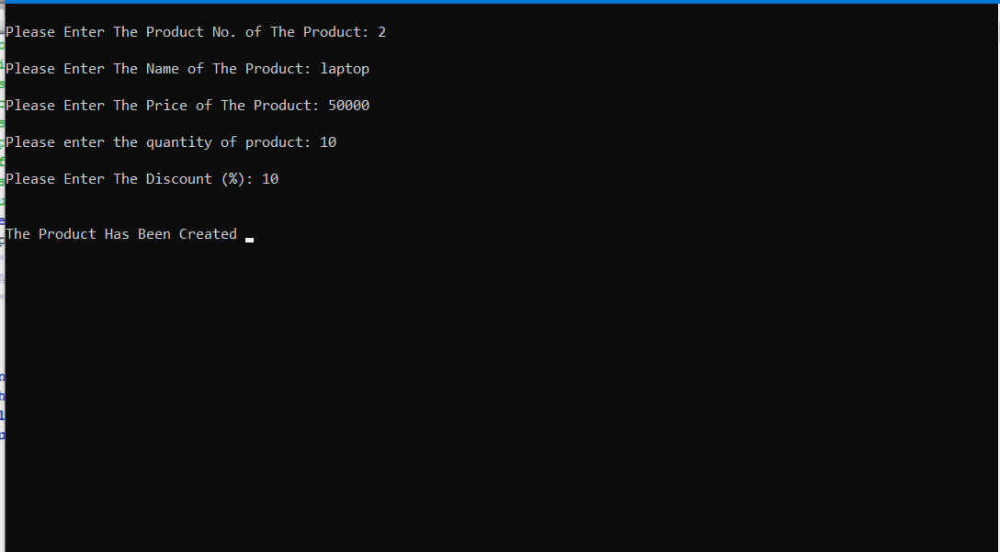 Please Enter The Product No. of The Product: 2
Please Enter The Name of The Product: laptop
Please Enter The Price of The Product: 50000
Please enter the quantity of product: 10
Please Enter The Discount (%): 10
The Product Has Been Created